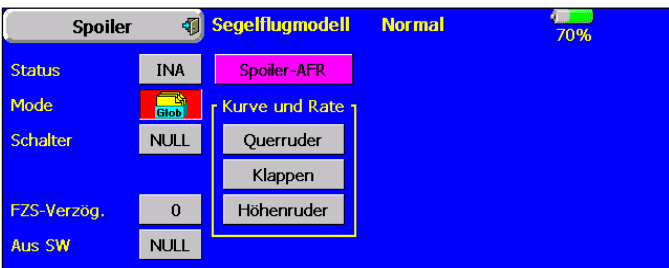 Spoiler Segelflugmodell Normal 70%
Status INA Spoiler-AFR
Mode Glob Kurve und Rate
Schalter NULL Querruder
Klappen
FZS-Verzög. 0 Höhenruder
Aus SW NULL